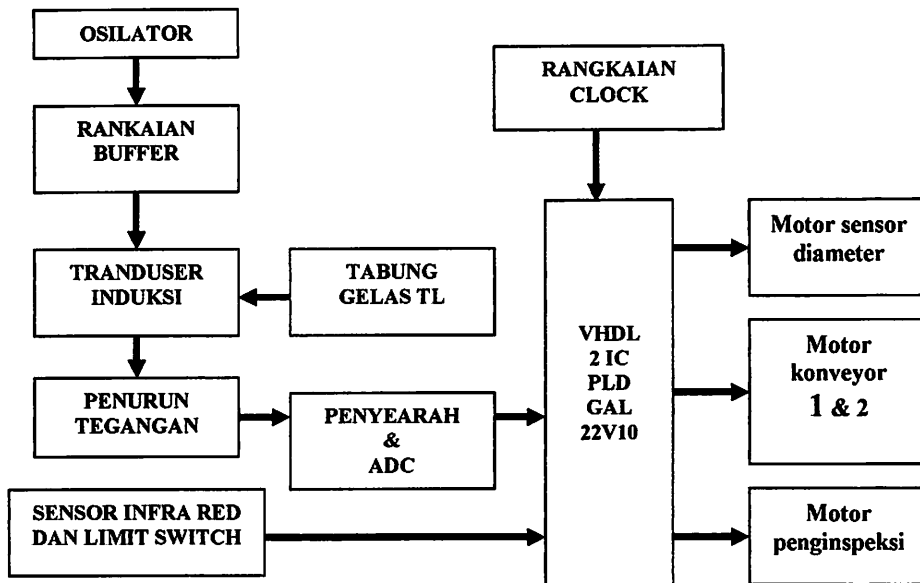 OSILATOR
RANKAIAN
BUFFER
TRANDUSER
INDUKSI
TABUNG
GELAS TL
PENURUN
TEGANGAN
PENYEARAH
&
ADC
SENSOR INFRA RED
DAN LIMIT SWITCH
RANGKAIAN
CLOCK
VHDL
2 IC
PLD
GAL
22V10
Motor sensor
diameter
Motor
konveyor
1 & 2
Motor
penginspeksi